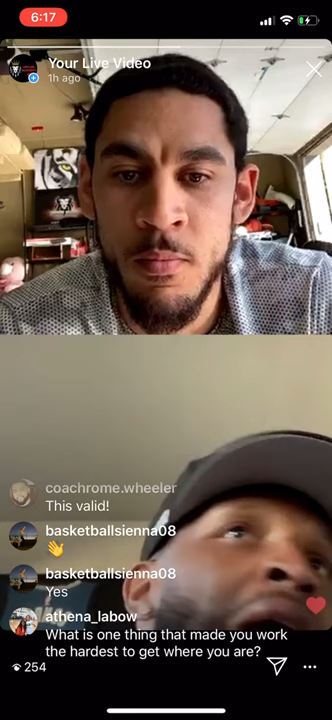 6:17
Your Live Video
1h ago
coachrome.wheeler
This valid!
basketballsienna08
👋
basketballsienna08
Yes
athena_labow
What is one thing that made you work
the hardest to get where you are?
254